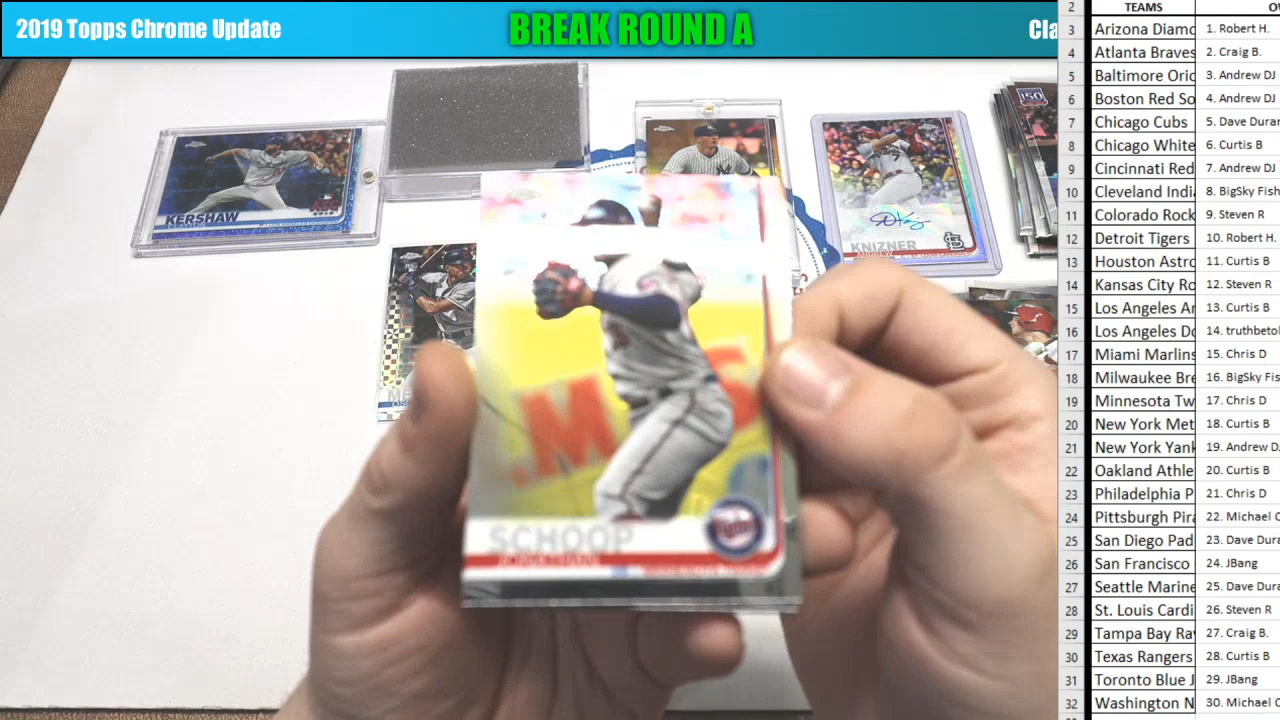 2019 Topps Chrome Update
BREAK ROUND A
Cla
2 TEAMS OV
3 Arizona Diamo 1. Robert H.
4 Atlanta Braves 2. Craig B.
5 Baltimore Orio 3. Andrew DJ
6 Boston Red So 4. Andrew DJ
7 Chicago Cubs 5. Dave Duran
8 Chicago White 6. Curtis B
9 Cincinnati Red 7. Andrew DJ
10 Cleveland Indi 8. BigSky Fish
11 Colorado Rock 9. Steven R
12 Detroit Tigers 10. Robert H.
13 Houston Astro 11. Curtis B
14 Kansas City Ro 12. Steven R
15 Los Angeles An 13. Curtis B
16 Los Angeles Do 14. truthbetol
17 Miami Marlins 15. Chris D
18 Milwaukee Bre 16. BigSky Fish
19 Minnesota Tw 17. Chris D
20 New York Met 18. Curtis B
21 New York Yank 19. Andrew D
22 Oakland Athle 20. Curtis B
23 Philadelphia P 21. Chris D
24 Pittsburgh Pira 22. Michael C
25 San Diego Pad 23. Dave Dura
26 San Francisco 24. JBang
27 Seattle Marine 25. Dave Dura
28 St. Louis Cardi 26. Steven R
29 Tampa Bay Ray 27. Craig B.
30 Texas Rangers 28. Curtis B
31 Toronto Blue J 29. JBang
32 Washington N 30. Michael C
KERSHAW
KNIZNER
ANDREW
150
SCHOOP
JONATHAN